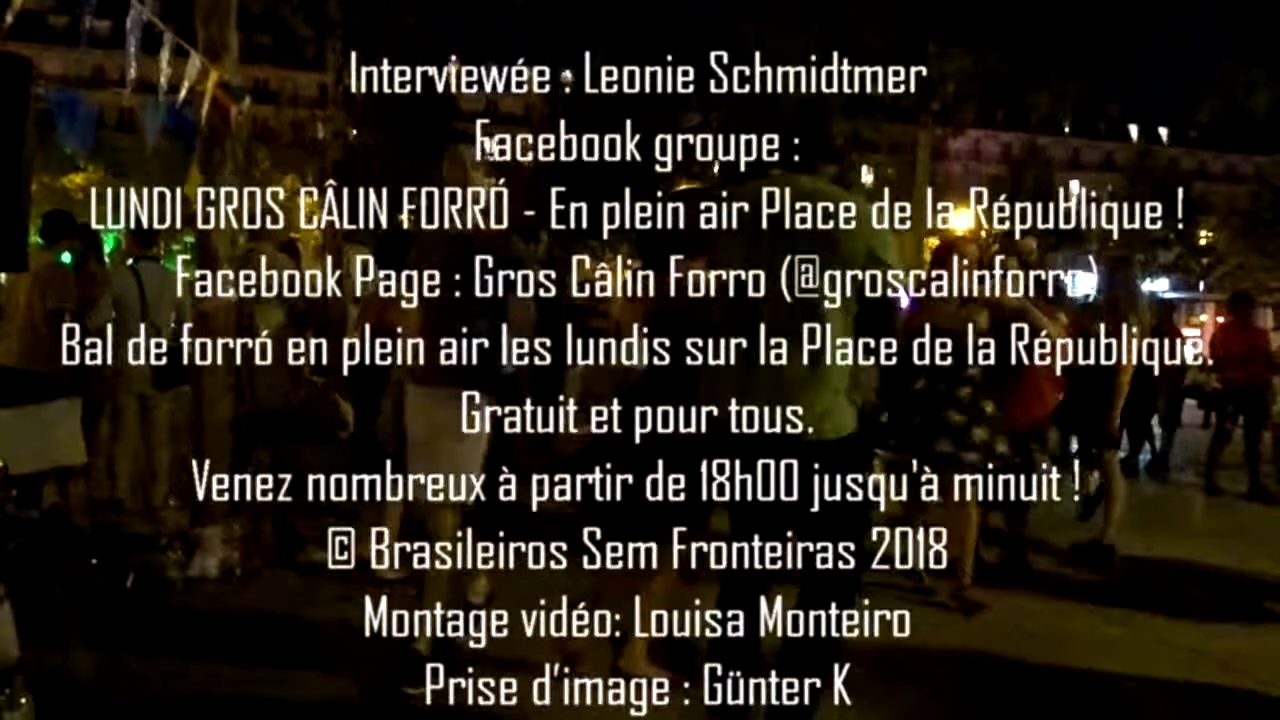 Interviewée : Leonie Schmidtmer
Facebook groupe :
LUNDI GROS CÂLIN FORRÓ - En plein air Place de la République !
Facebook Page : Gros Câlin Forro (@groscalinforro)
Bal de forró en plein air les lundis sur la Place de la République.
Gratuit et pour tous.
Venez nombreux à partir de 18h00 jusqu'à minuit !
© Brasileiros Sem Fronteiras 2018
Montage vidéo: Louisa Monteiro
Prise d'image : Günter K